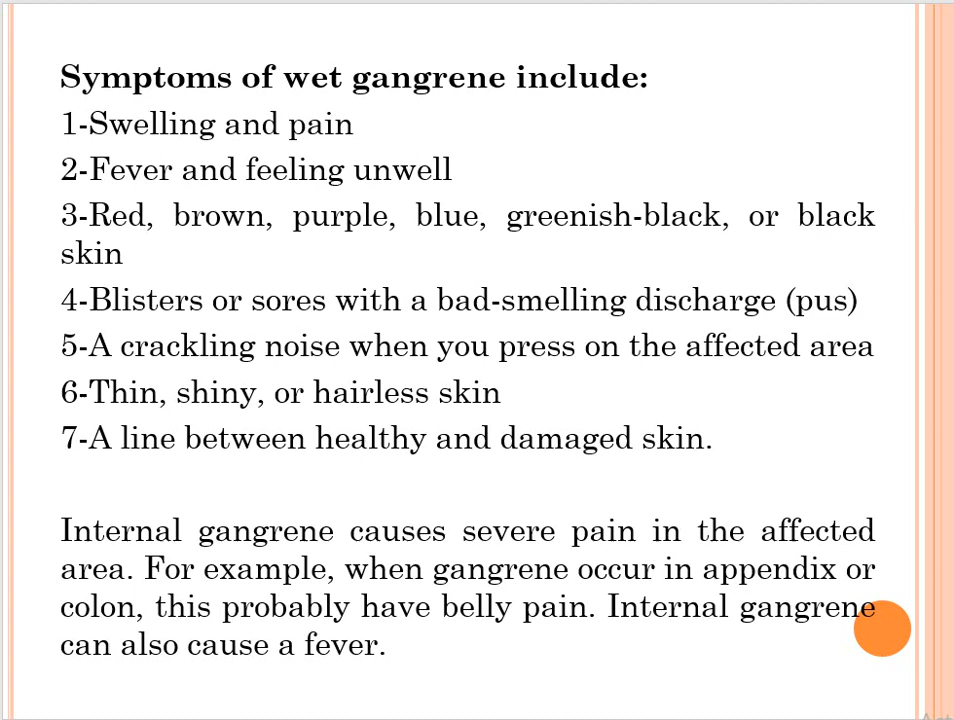 Symptoms of wet gangrene include:
1-Swelling and pain
2-Fever and feeling unwell
3-Red, brown, purple, blue, greenish-black, or black
skin
4-Blisters or sores with a bad-smelling discharge (pus)
5-A crackling noise when you press on the affected area
6-Thin, shiny, or hairless skin
7-A line between healthy and damaged skin.
Internal gangrene causes severe pain in the affected
area. For example, when gangrene occur in appendix or
colon, this probably have belly pain. Internal gangrene
can also cause a fever.